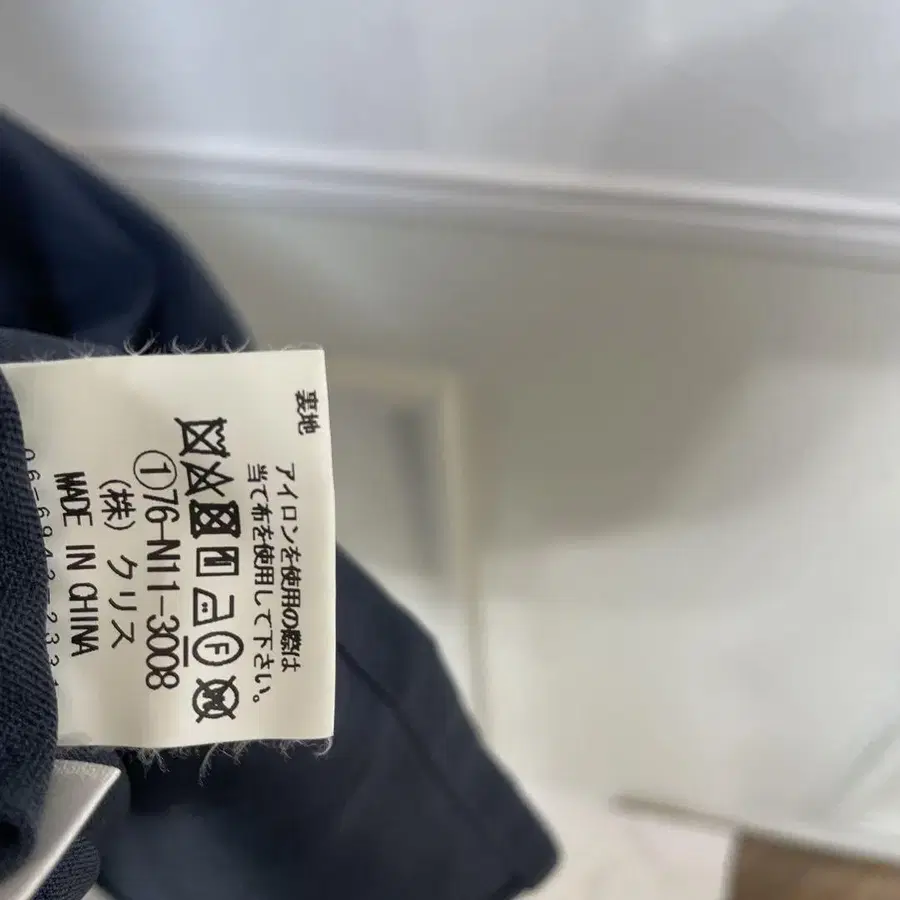 裏地
アイロンを使用の際は
当て布を使用して下さい。
①76-N11-3008
(株) クリス
MADE IN CHINA